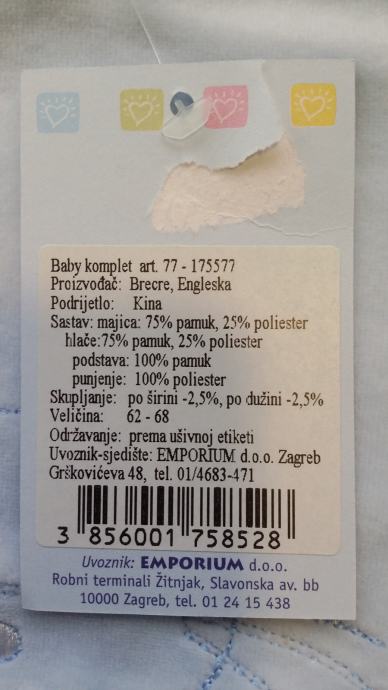 Baby komplet art. 77 - 175577
Proizvođač: Brecre, Engleska
Podrijetlo: Kina
Sastav: majica: 75% pamuk, 25% poliester
hlače:75% pamuk, 25% poliester
podstava: 100% pamuk
punjenje: 100% poliester
Skupljanje: po širini -2,5%, po dužini -2,5%
Veličina: 62 - 68
Održavanje: prema ušivnoj etiketi
Uvoznik-sjedište: EMPORIUM d.o.o. Zagreb
Grškovićeva 48, tel. 01/4683-471
3 856001 758528
Uvoznik: EMPORIUM d.o.o.
Robni terminali Žitnjak, Slavonska av. bb
10000 Zagreb, tel. 01 24 15 438